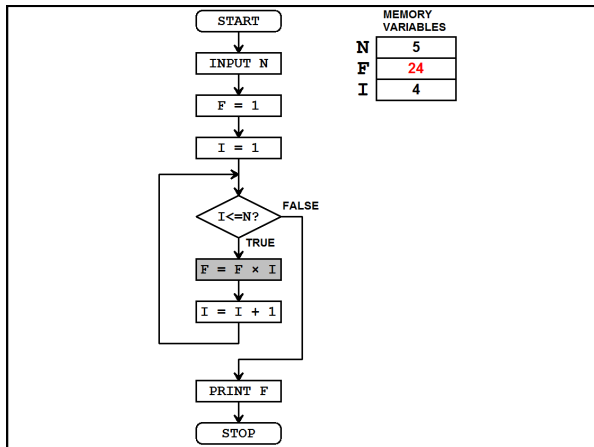 START
INPUT N
F = 1
I = 1
I<=N?
FALSE
TRUE
F = F × I
I = I + 1
PRINT F
STOP
MEMORY
VARIABLES
N 5
F 24
I 4